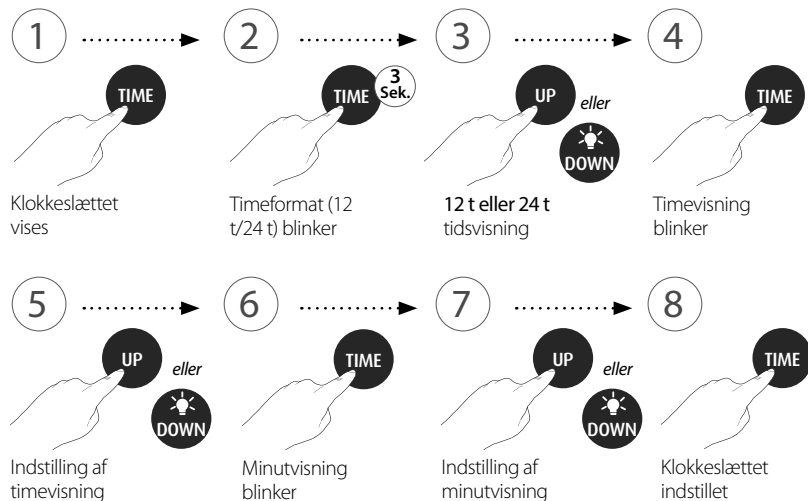 1
TIME
Klokkeslættet
vises
2
TIME
3
Sek.
Timeformat (12
t/24 t) blinker
3
UP
eller
DOWN
12 t eller 24 t
tidsvisning
4
TIME
Timevisning
blinker
5
UP
eller
DOWN
Indstilling af
timevisning
6
TIME
Minutvisning
blinker
7
UP
eller
DOWN
Indstilling af
minutvisning
8
TIME
Klokkeslættet
indstillet